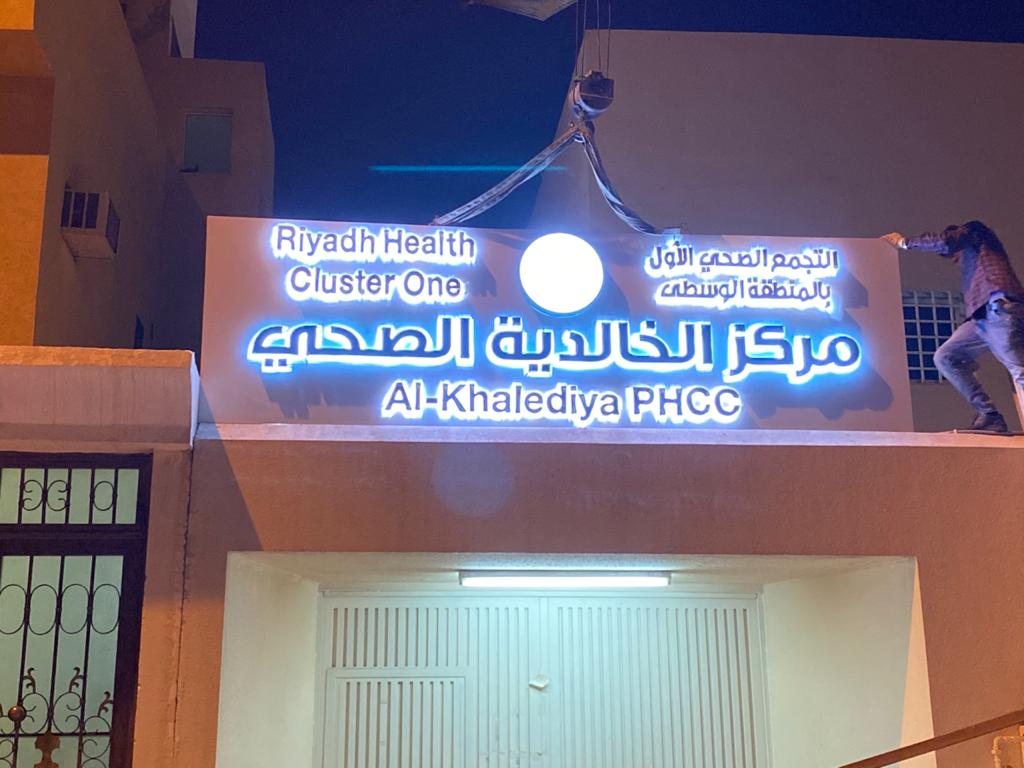 Riyadh Health
Cluster One
التجمع الصحي الأول
بالمنطقة الوسطى
مركز الخالدية الصحي
Al-Khalediya PHCC